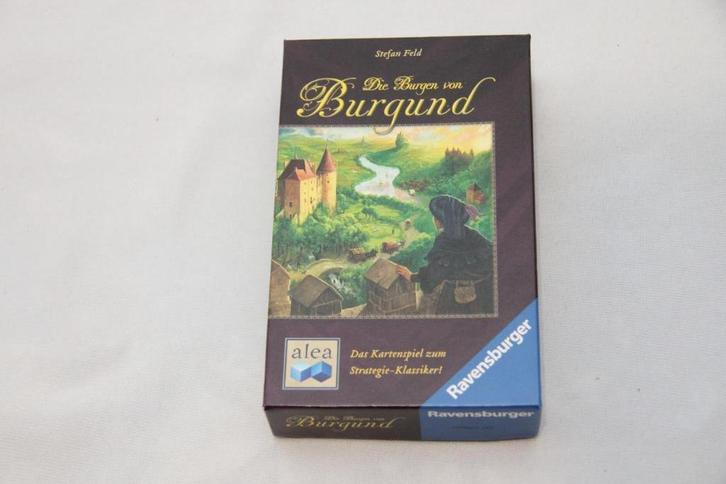 Stefan Feld
Die Burgen von
Burgund
alea
Das Kartenspiel zum
Strategie-Klassiker!
Ravensburger
Die Burgen von
Burgund
Ravensburger